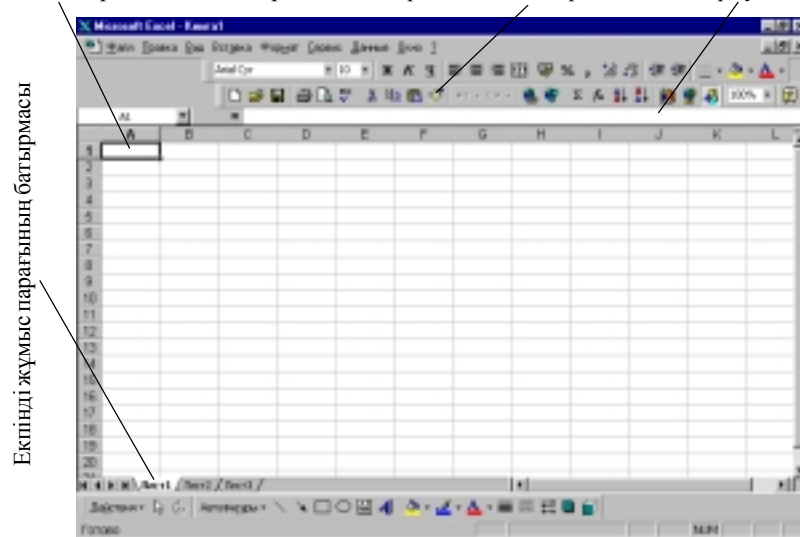 Microsoft Excel - Книга1
Файл Правка Вид Вставка Формат Сервис Данные Окно ?
Arial Cyr 10 Ж К Ч
100%
A1 =
A B C D E F G H I J K L
1
2
3
4
5
6
7
8
9
10
11
12
13
14
15
16
17
18
19
20
Лист1 Лист2 Лист3
Действия Автофигуры
Готово NUM
Екпінді жұмыс парағының батырмасы